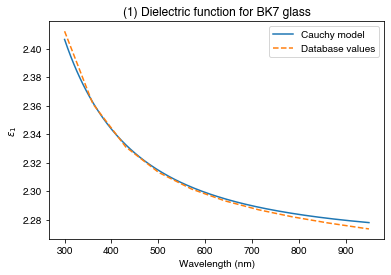 (1) Dielectric function for BK7 glass
Cauchy model
Database values
2.40
2.38
2.36
2.34
2.32
2.30
2.28
ε1
300 400 500 600 700 800 900
Wavelength (nm)